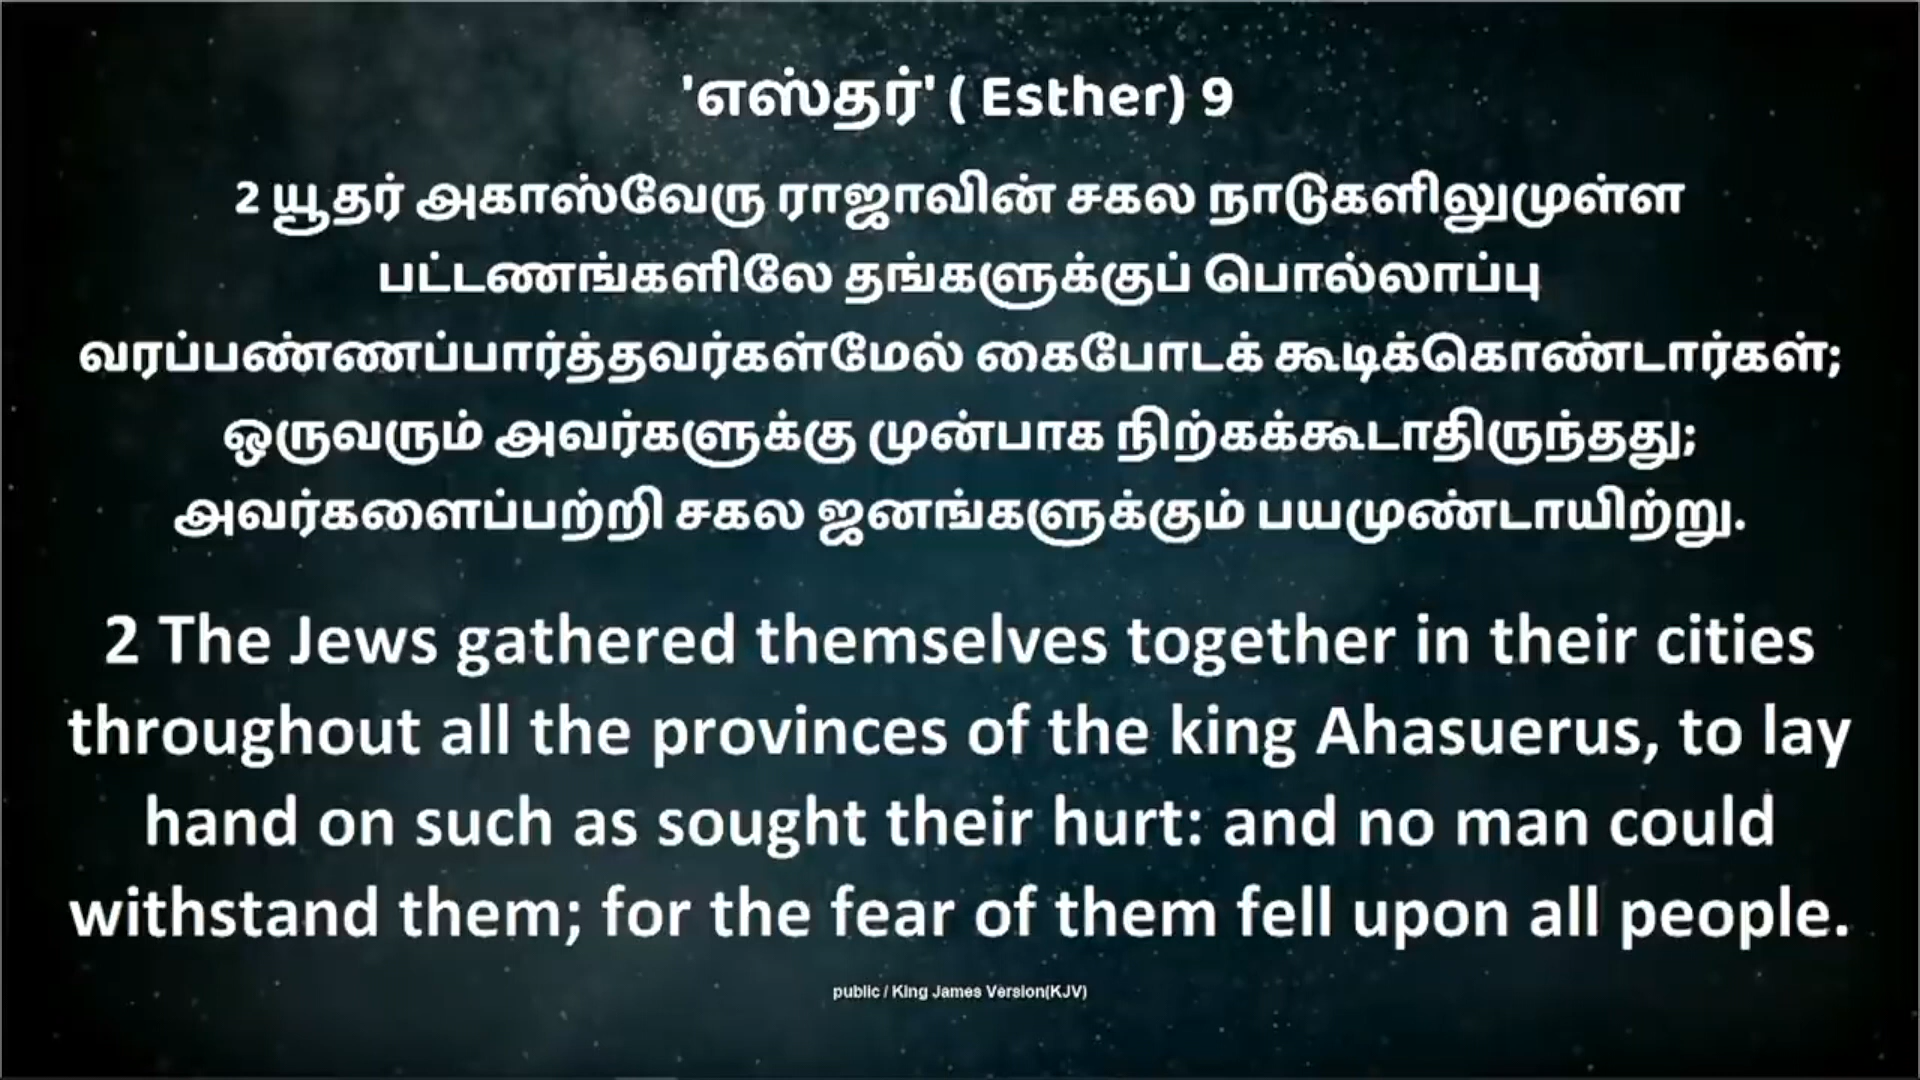 'எஸ்தர்' ( Esther) 9
2 யூதர் அகாஸ்வேரு ராஜாவின் சகல நாடுகளிலுமுள்ள
பட்டணங்களிலே தங்களுக்குப் பொல்லாப்பு
வரப்பண்ணப்பார்த்தவர்கள்மேல் கைபோடக் கூடிக்கொண்டார்கள்;
ஒருவரும் அவர்களுக்கு முன்பாக நிற்கக்கூடாதிருந்தது;
அவர்களைப்பற்றி சகல ஜனங்களுக்கும் பயமுண்டாயிற்று.
2 The Jews gathered themselves together in their cities
throughout all the provinces of the king Ahasuerus, to lay
hand on such as sought their hurt: and no man could
withstand them; for the fear of them fell upon all people.
public / King James Version(KJV)